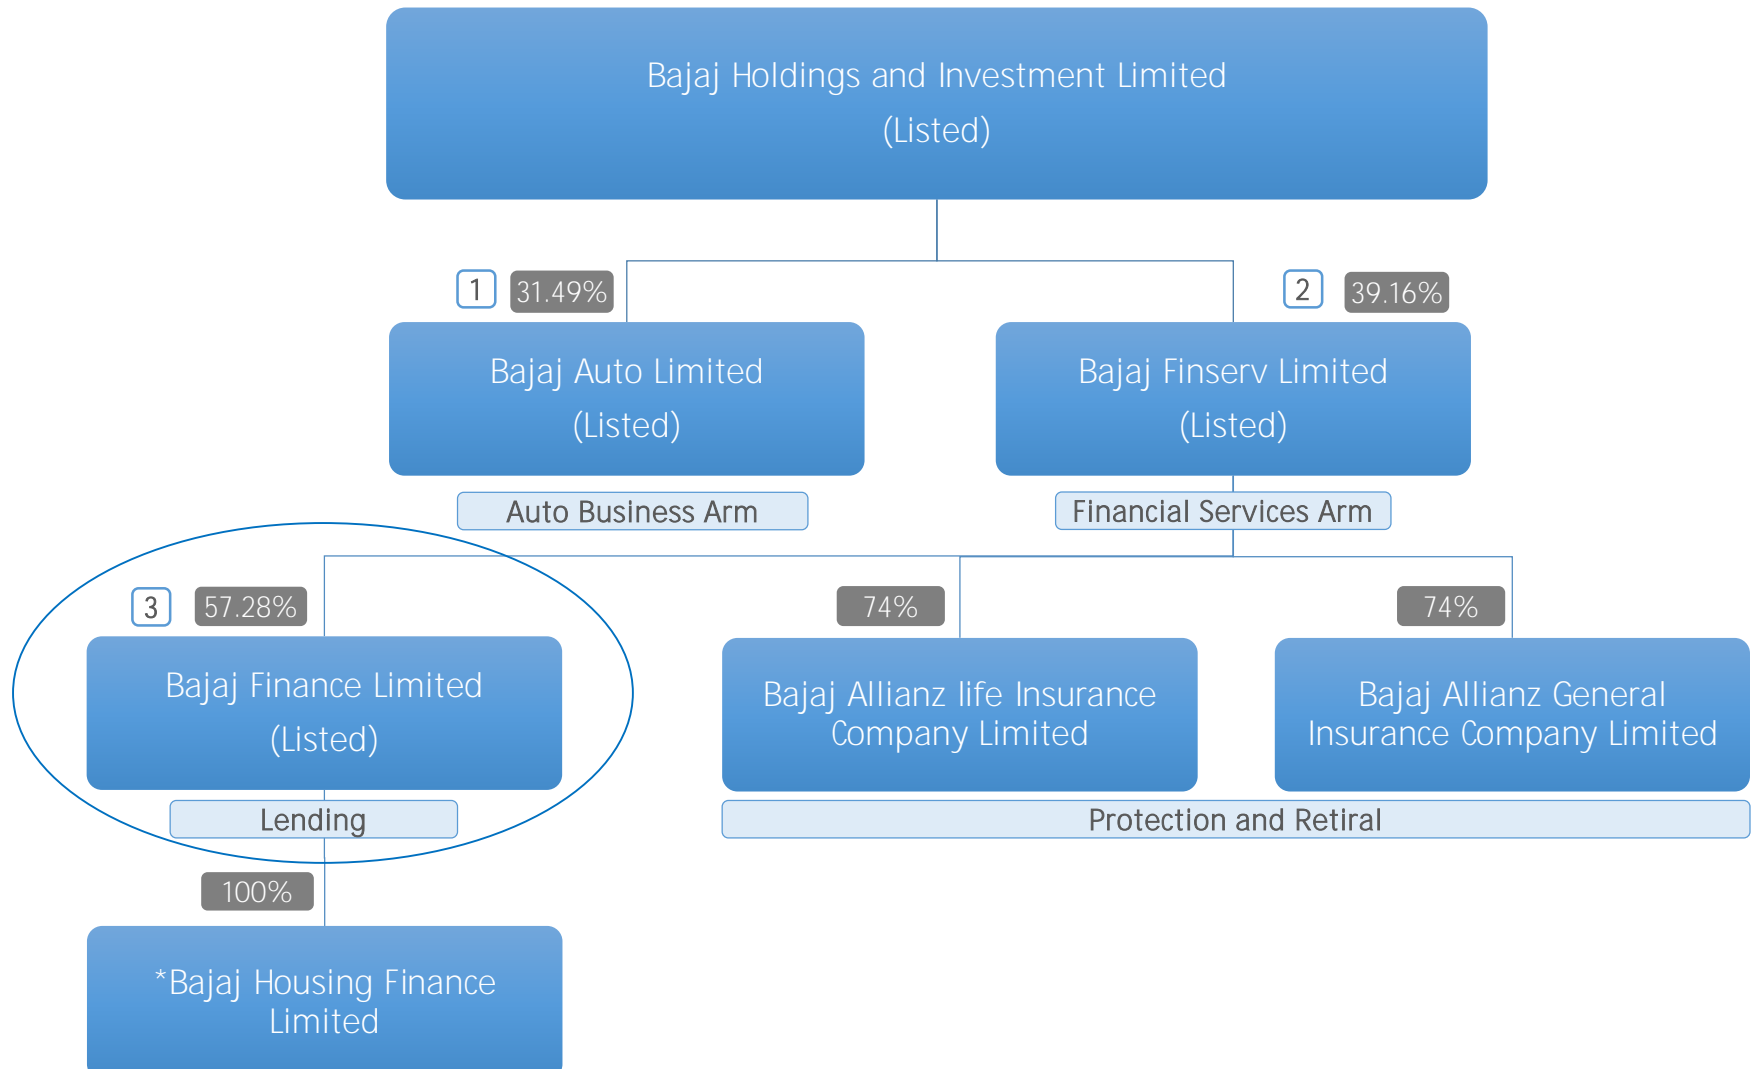 Bajaj Holdings and Investment Limited
(Listed)
1
31.49%
2
39.16%
Bajaj Auto Limited
(Listed)
Bajaj Finserv Limited
(Listed)
Auto Business Arm
Financial Services Arm
3
57.28%
74%
74%
Bajaj Finance Limited
(Listed)
Bajaj Allianz life Insurance
Company Limited
Bajaj Allianz General
Insurance Company Limited
Lending
Protection and Retiral
100%
*Bajaj Housing Finance
Limited